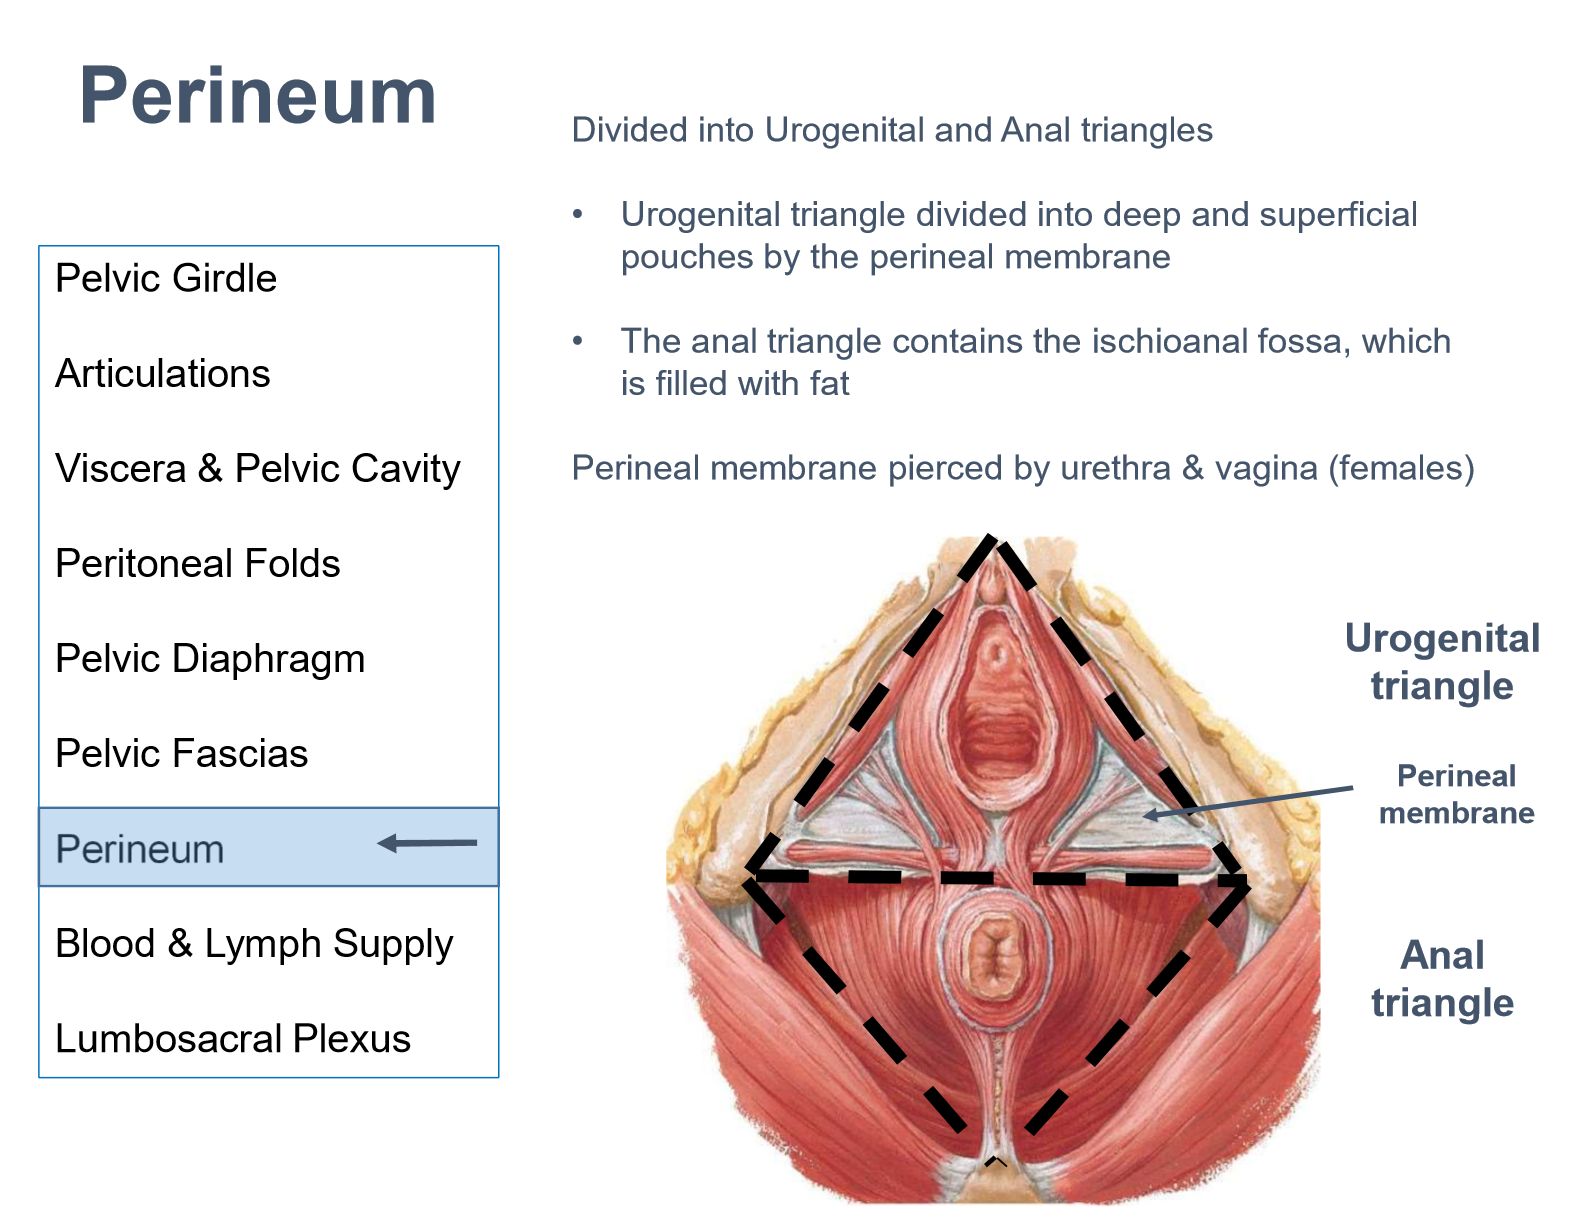 Perineum
Divided into Urogenital and Anal triangles
• Urogenital triangle divided into deep and superficial
pouches by the perineal membrane
• The anal triangle contains the ischioanal fossa, which
is filled with fat
Perineal membrane pierced by urethra & vagina (females)
Pelvic Girdle
Articulations
Viscera & Pelvic Cavity
Peritoneal Folds
Pelvic Diaphragm
Pelvic Fascias
Perineum
Blood & Lymph Supply
Lumbosacral Plexus
Urogenital
triangle
Perineal
membrane
Anal
triangle